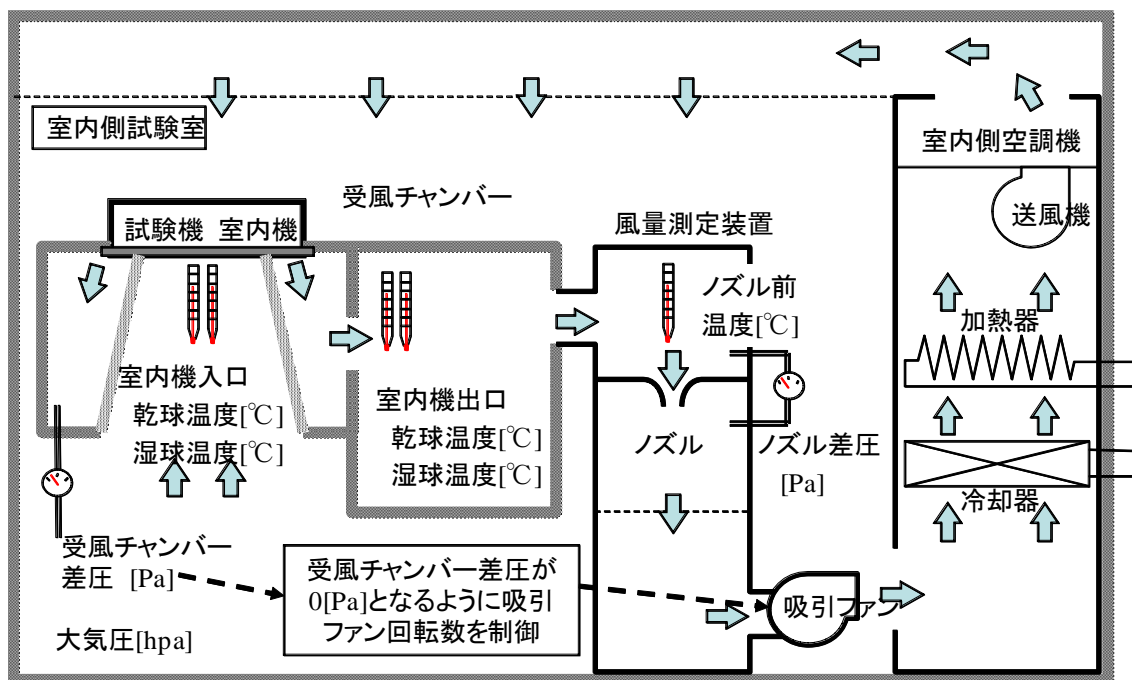 室内側試験室
受風チャンバー
試験機 室内機
室内機入口
乾球温度[℃]
湿球温度[℃]
室内機出口
乾球温度[℃]
湿球温度[℃]
風量測定装置
ノズル前
温度[℃]
ノズル
ノズル差圧
[Pa]
室内側空調機
送風機
加熱器
冷却器
受風チャンバー
差圧 [Pa]
大気圧[hpa]
受風チャンバー差圧が
0[Pa]となるように吸引
ファン回転数を制御
吸引ファン